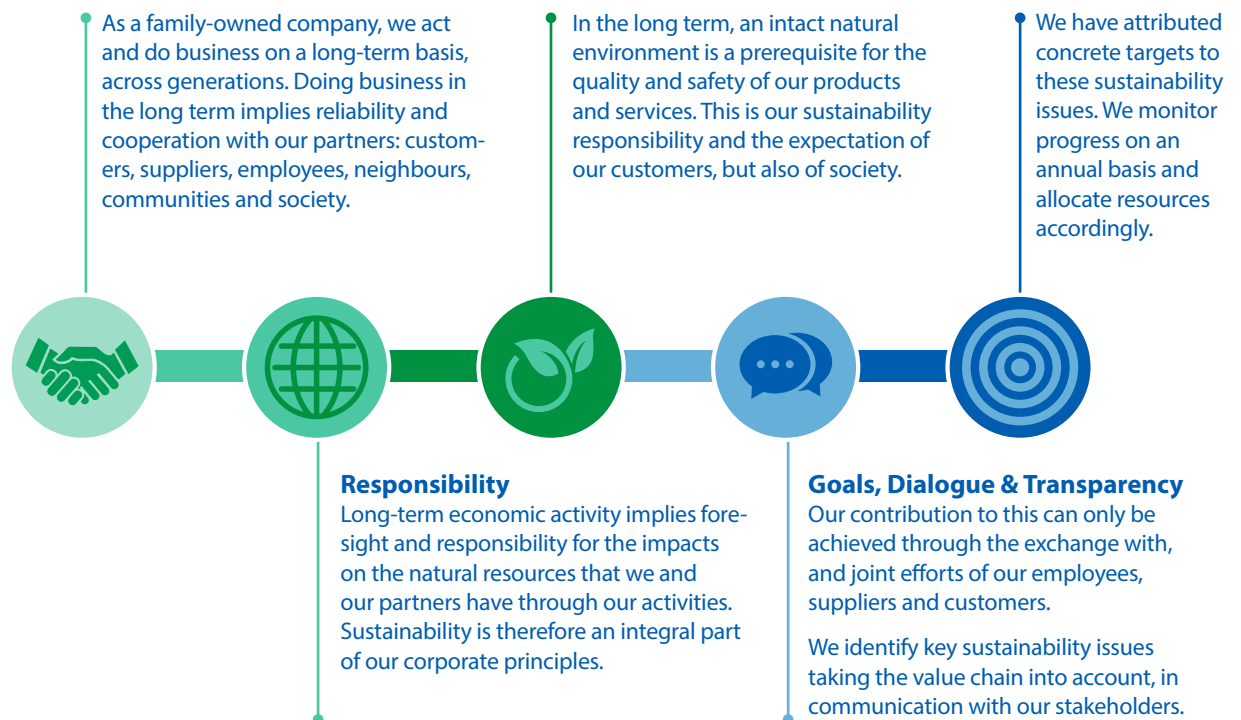 As a family-owned company, we act
and do business on a long-term basis,
across generations. Doing business in
the long term implies reliability and
cooperation with our partners: custom-
ers, suppliers, employees, neighbours,
communities and society.
In the long term, an intact natural
environment is a prerequisite for the
quality and safety of our products
and services. This is our sustainability
responsibility and the expectation of
our customers, but also of society.
We have attributed
concrete targets to
these sustainability
issues. We monitor
progress on an
annual basis and
allocate resources
accordingly.
Responsibility
Long-term economic activity implies fore-
sight and responsibility for the impacts
on the natural resources that we and
our partners have through our activities.
Sustainability is therefore an integral part
of our corporate principles.
Goals, Dialogue & Transparency
Our contribution to this can only be
achieved through the exchange with,
and joint efforts of our employees,
suppliers and customers.
We identify key sustainability issues
taking the value chain into account, in
communication with our stakeholders.